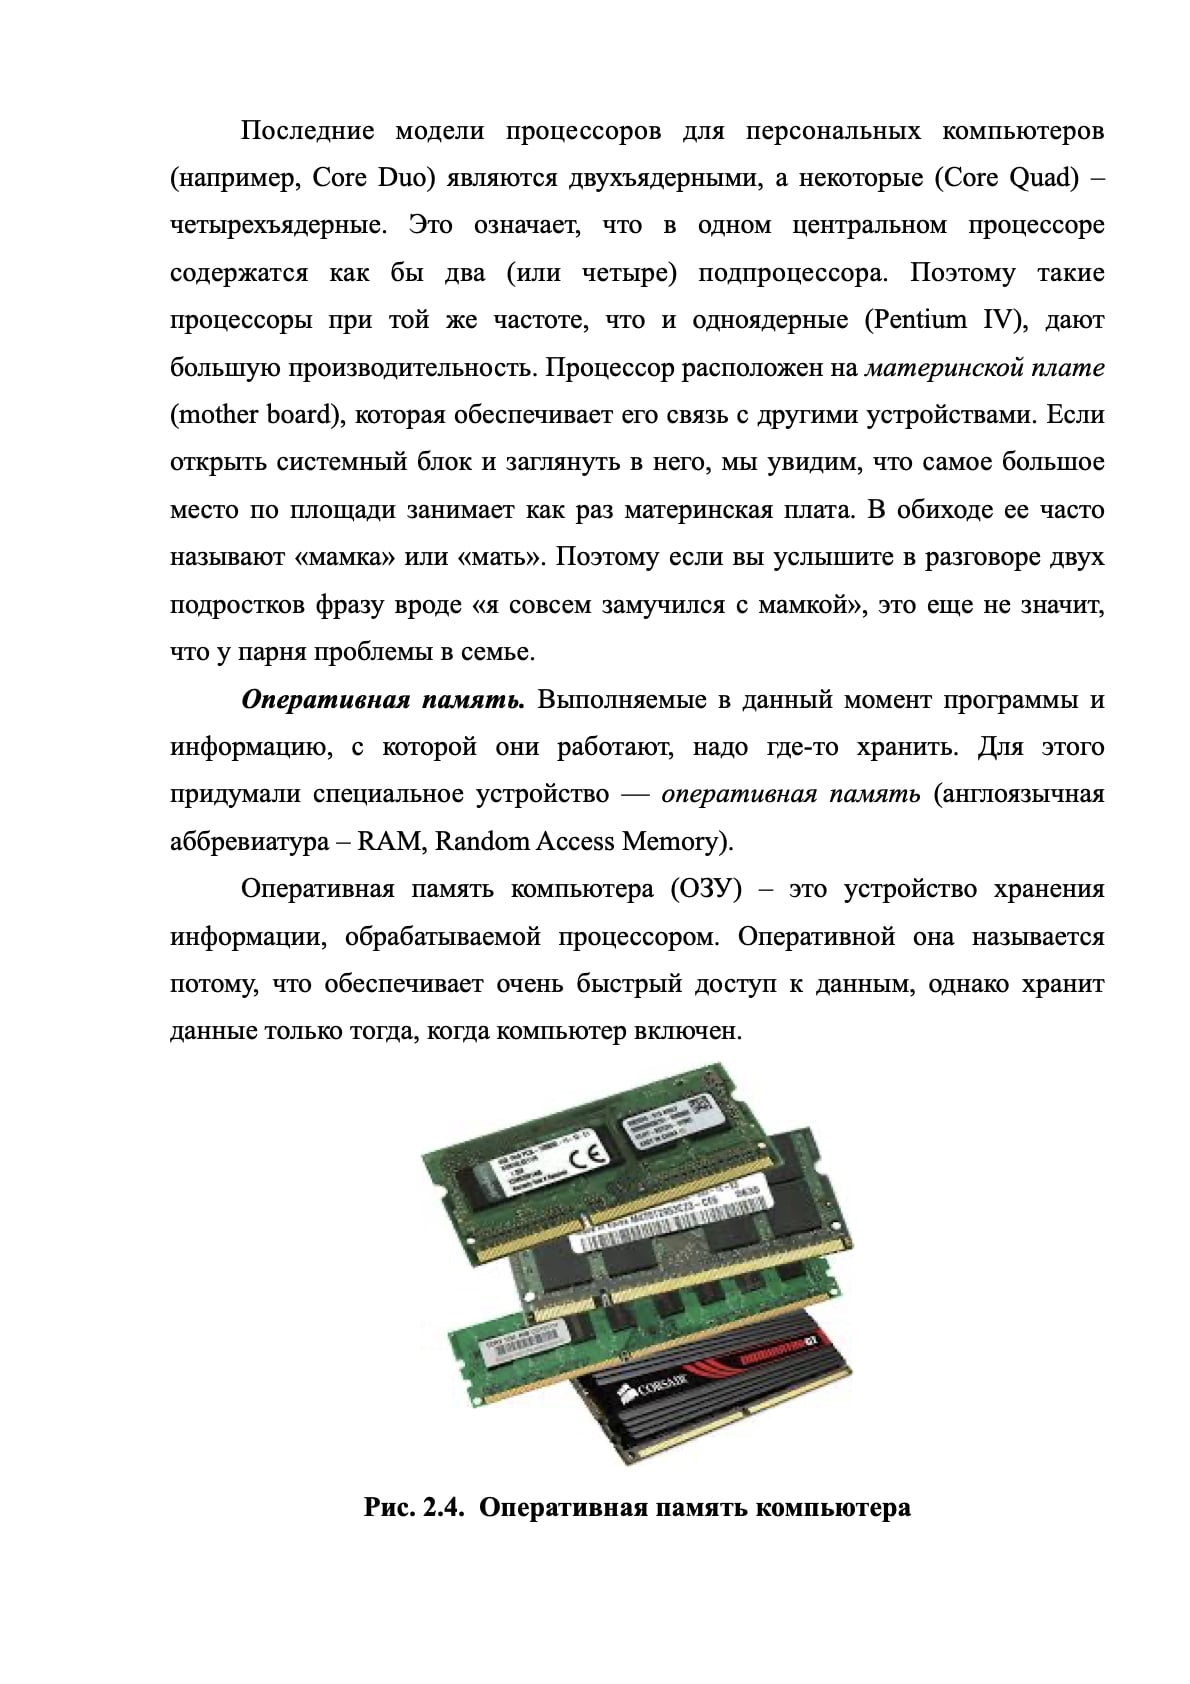 Последние модели процессоров для персональных компьютеров
(например, Core Duo) являются двухъядерными, а некоторые (Core Quad) –
четырехъядерные. Это означает, что в одном центральном процессоре
содержатся как бы два (или четыре) подпроцессора. Поэтому такие
процессоры при той же частоте, что и одноядерные (Pentium IV), дают
большую производительность. Процессор расположен на материнской плате
(mother board), которая обеспечивает его связь с другими устройствами. Если
открыть системный блок и заглянуть в него, мы увидим, что самое большое
место по площади занимает как раз материнская плата. В обиходе ее часто
называют «мамка» или «мать». Поэтому если вы услышите в разговоре двух
подростков фразу вроде «я совсем замучился с мамкой», это еще не значит,
что у парня проблемы в семье.
Оперативная память. Выполняемые в данный момент программы и
информацию, с которой они работают, надо где-то хранить. Для этого
придумали специальное устройство — оперативная память (англоязычная
аббревиатура – RAM, Random Access Memory).
Оперативная память компьютера (ОЗУ) – это устройство хранения
информации, обрабатываемой процессором. Оперативной она называется
потому, что обеспечивает очень быстрый доступ к данным, однако хранит
данные только тогда, когда компьютер включен.
CE
CORSAIR
Рис. 2.4. Оперативная память компьютера